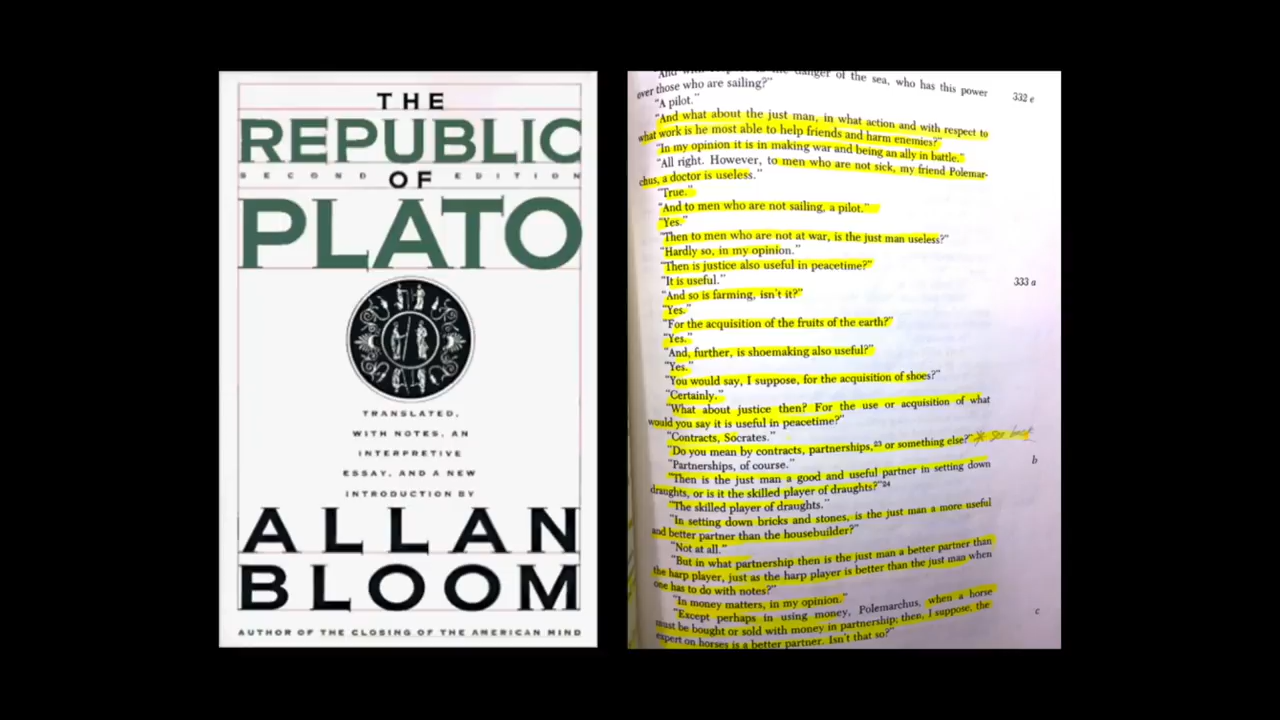 THE
REPUBLIC
SECOND EDITION
OF
PLATO
TRANSLATED,
WITH NOTES, AN
INTERPRETIVE
ESSAY, AND A NEW
INTRODUCTION BY
ALLAN
BLOOM
AUTHOR OF THE CLOSING OF THE AMERICAN MIND
"And with danger of the sea, who has this power
over those who are sailing?"
332 e
"A pilot."
"And what about the just man, in what action and with respect to
what work is he most able to help friends and harm enemies?"
"In my opinion it is in making war and being an ally in battle."
"All right. However, to men who are not sick, my friend Polemar-
chus, a doctor is useless."
"True."
"And to men who are not sailing, a pilot."
"Yes."
"Then to men who are not at war, is the just man useless?"
"Hardly so, in my opinion."
"Then is justice also useful in peacetime?"
"It is useful."
333 a
"And so is farming, isn't it?"
"Yes."
"For the acquisition of the fruits of the earth?"
"Yes."
"And, further, is shoemaking also useful?"
"Yes."
"You would say, I suppose, for the acquisition of shoes?"
"Certainly."
"What about justice then? For the use or acquisition of what
would you say it is useful in peacetime?"
"Contracts, Socrates."
"Do you mean by contracts, partnerships,23 or something else?" * see back
"Partnerships, of course."
b
"Then is the just man a good and useful partner in setting down
draughts, or is it the skilled player of draughts?"24
"The skilled player of draughts."
"In setting down bricks and stones, is the just man a more useful
and better partner than the housebuilder?"
"Not at all."
"But in what partnership then is the just man a better partner than
the harp player, just as the harp player is better than the just man when
one has to do with notes?"
"In money matters, in my opinion."
"Except perhaps in using money, Polemarchus, when a horse
c
must be bought or sold with money in partnership; then, I suppose, the
expert on horses is a better partner. Isn't that so?"